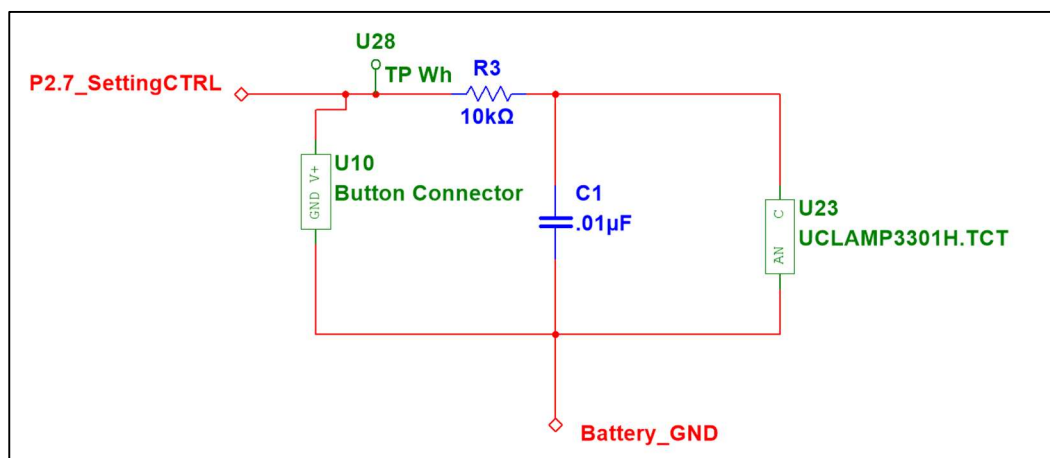 U28
TP Wh
P2.7_SettingCTRL
R3
10kΩ
U10
Button Connector
GND V+
C1
.01µF
U23
UCLAMP3301H.TCT
AN C
Battery_GND